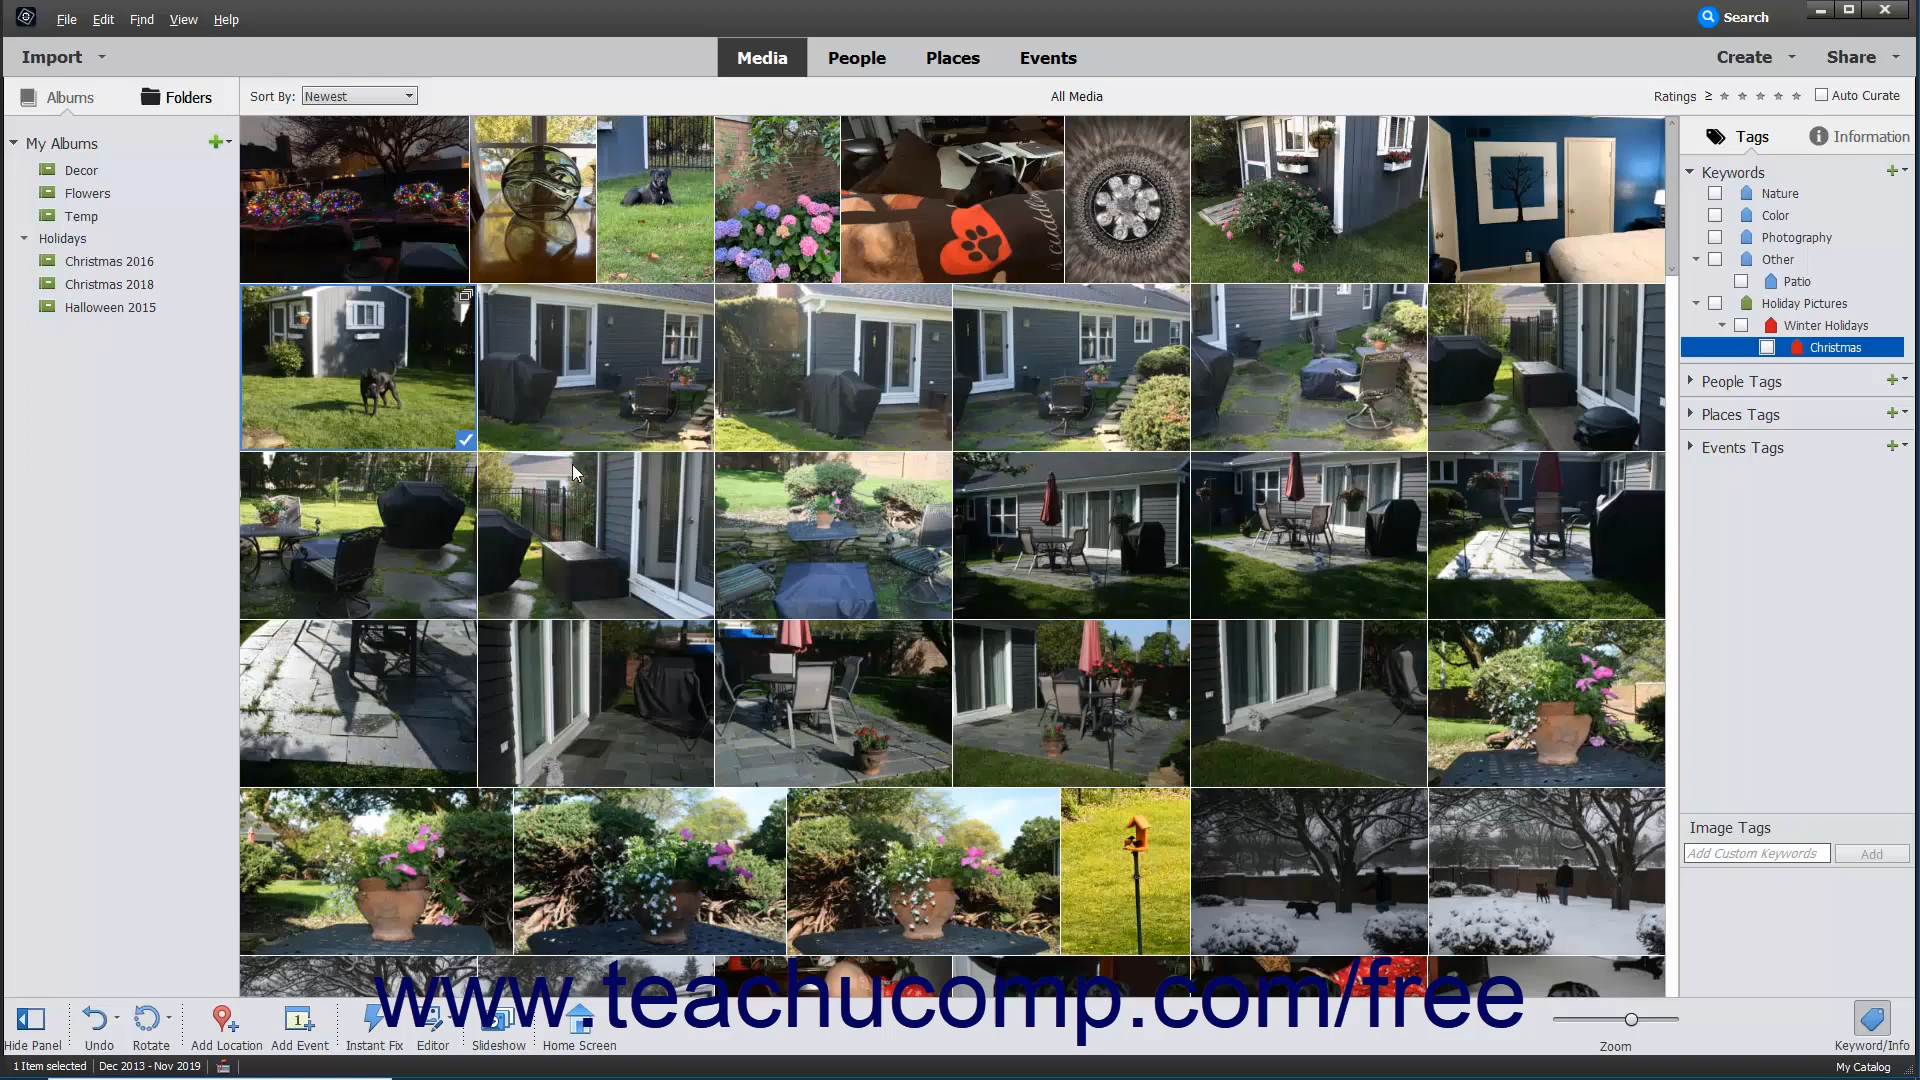 File Edit Find View Help
Search
Import
Media People Places Events
Create Share
Albums Folders
Sort By: Newest
All Media
Ratings ≥ Auto Curate
My Albums
Decor
Flowers
Temp
Holidays
Christmas 2016
Christmas 2018
Halloween 2015
Tags Information
Keywords
Nature
Color
Photography
Other
Patio
Holiday Pictures
Winter Holidays
Christmas
People Tags
Places Tags
Events Tags
Image Tags
Add Custom Keywords Add
www.teachucomp.com/free
Hide Panel Undo Rotate Add Location Add Event Instant Fix Editor Slideshow Home Screen Zoom Keyword/Info
1 Item selected Dec 2013 - Nov 2019 My Catalog